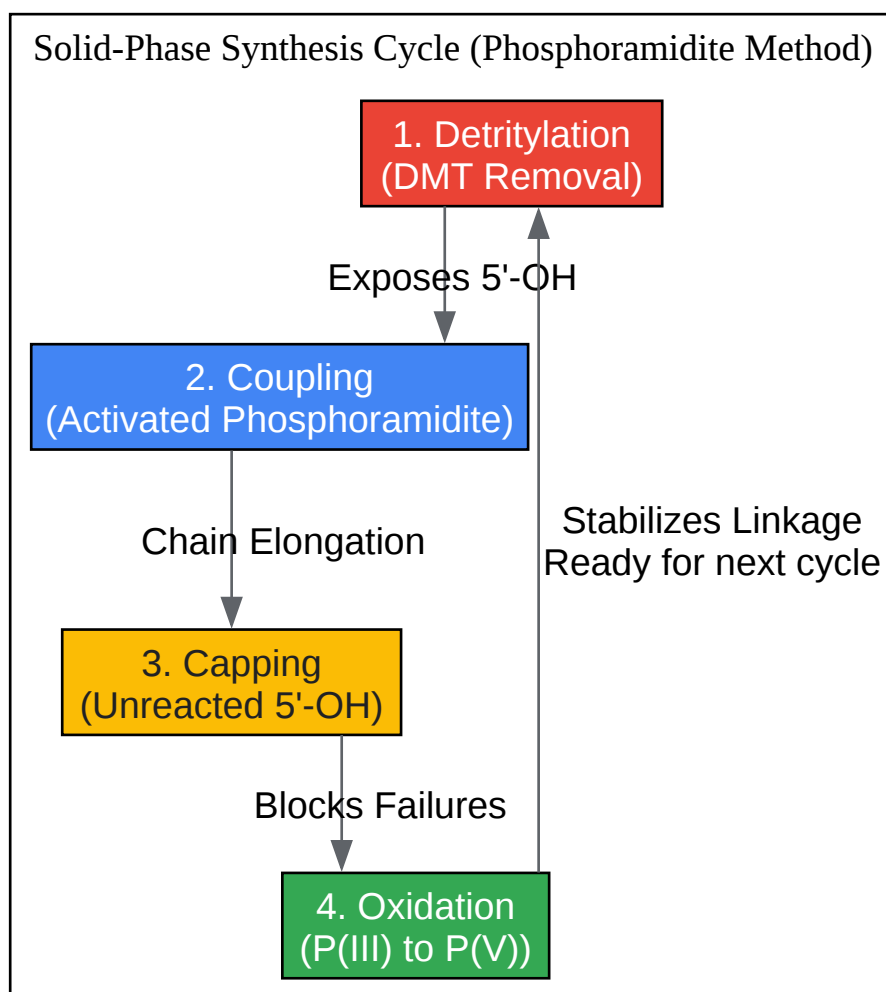 Solid-Phase Synthesis Cycle (Phosphoramidite Method)
1. Detritylation
(DMT Removal)
Exposes 5'-OH
2. Coupling
(Activated Phosphoramidite)
Chain Elongation
Stabilizes Linkage
Ready for next cycle
3. Capping
(Unreacted 5'-OH)
Blocks Failures
4. Oxidation
(P(III) to P(V))